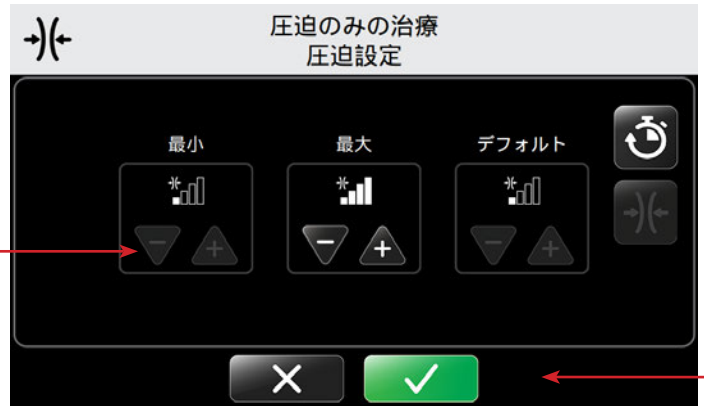 圧迫のみの治療
圧迫設定
最小
最大
デフォルト